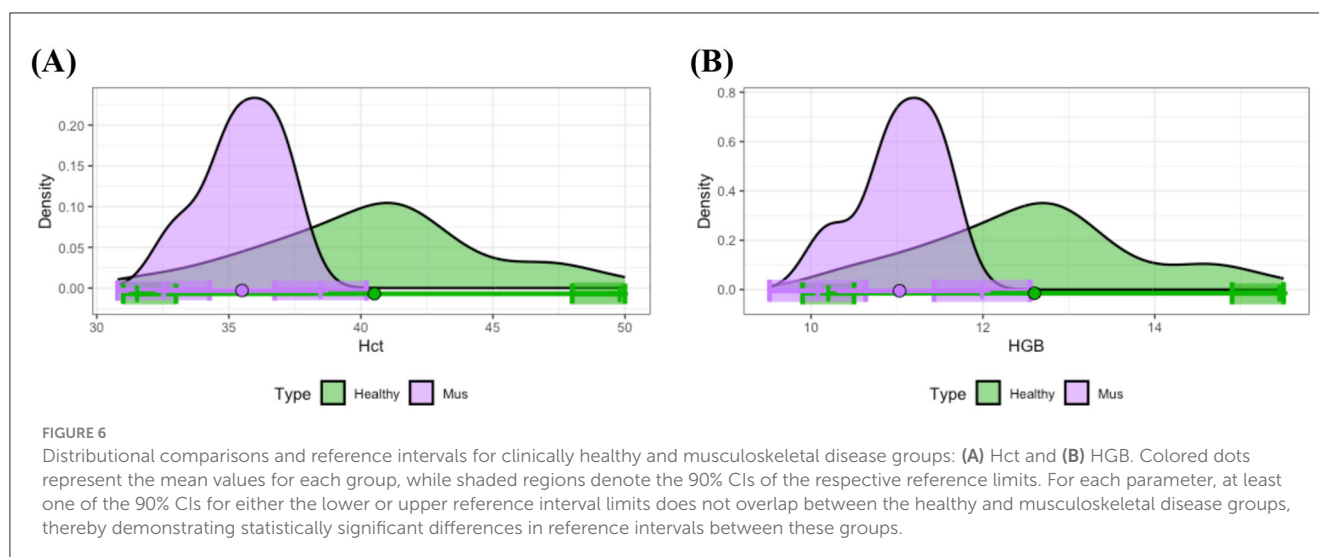 (A)
(B)
Density
0.20
0.15
0.10
0.05
0.00
30
35
40
45
50
Hct
Type Healthy Mus
Density
0.8
0.6
0.4
0.2
0.0
10
12
14
HGB
Type Healthy Mus
FIGURE 6
Distributional comparisons and reference intervals for clinically healthy and musculoskeletal disease groups: (A) Hct and (B) HGB. Colored dots
represent the mean values for each group, while shaded regions denote the 90% CIs of the respective reference limits. For each parameter, at least
one of the 90% CIs for either the lower or upper reference interval limits does not overlap between the healthy and musculoskeletal disease groups,
thereby demonstrating statistically significant differences in reference intervals between these groups.